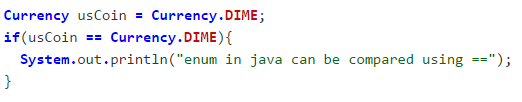 Currency usCoin = Currency.DIME;
if(usCoin == Currency.DIME){
  System.out.println("enum in java can be compared using ==");
}